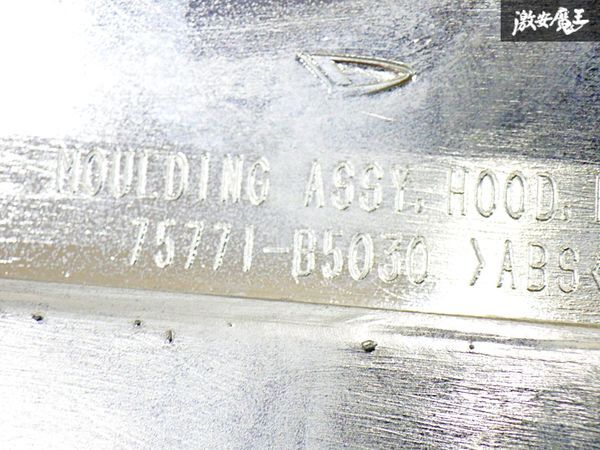 激安魔王
MOULDING ASSY, HOOD,
75771-B5030 >ABS<